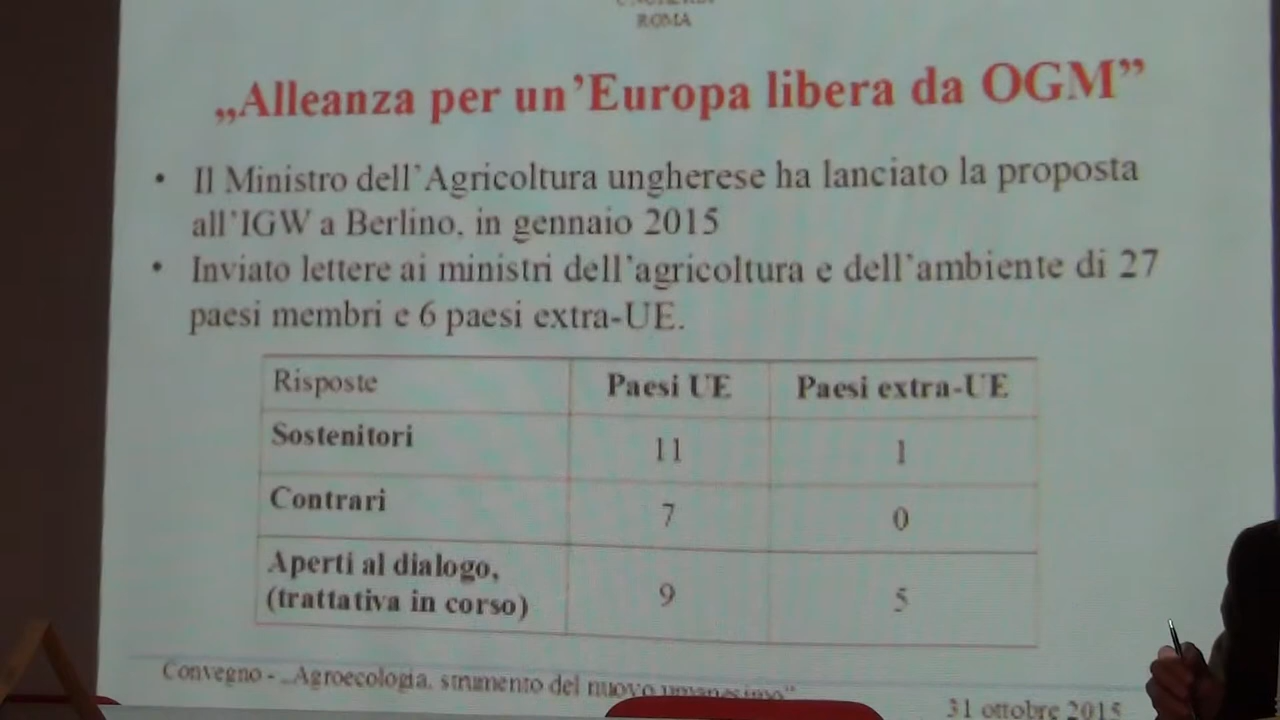 ROMA
„Alleanza per un’Europa libera da OGM”
• Il Ministro dell’Agricoltura ungherese ha lanciato la proposta
all’IGW a Berlino, in gennaio 2015
• Inviato lettere ai ministri dell’agricoltura e dell’ambiente di 27
paesi membri e 6 paesi extra-UE.
Risposte Paesi UE Paesi extra-UE
Sostenitori 11 1
Contrari 7 0
Aperti al dialogo,
(trattativa in corso) 9 5
Convegno - „Agroecologia, strumento del nuovo umanesimo”
31 ottobre 2015